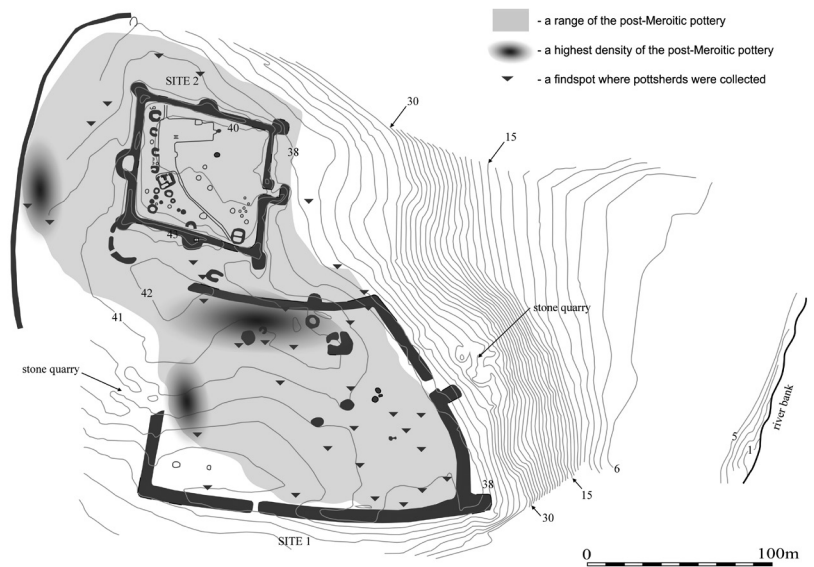 - a range of the post-Meroitic pottery
- a highest density of the post-Meroitic pottery
- a findspot where pottsherds were collected
SITE 2
30
40
15
38
43
42
41
stone quarry
stone quarry
river bank
5
1
6
38
15
30
SITE 1
0 100m